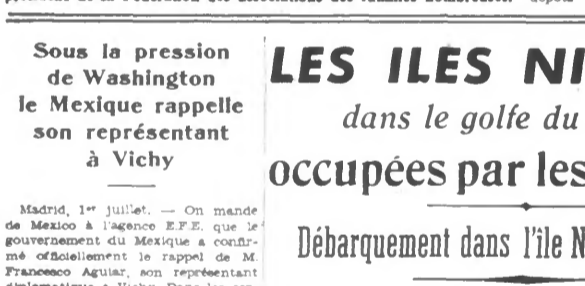 Sous la pression
de Washington
le Mexique rappelle
son représentant
à Vichy
Madrid, 1er juillet. — On mande
de Mexico à l'agence E.F.E. que le
gouvernement du Mexique a confir-
mé officiellement le rappel de M.
Francesco Aguiar, son représentant
LES ILES NI
dans le golfe du
occupées par les
Débarquement dans l'île N